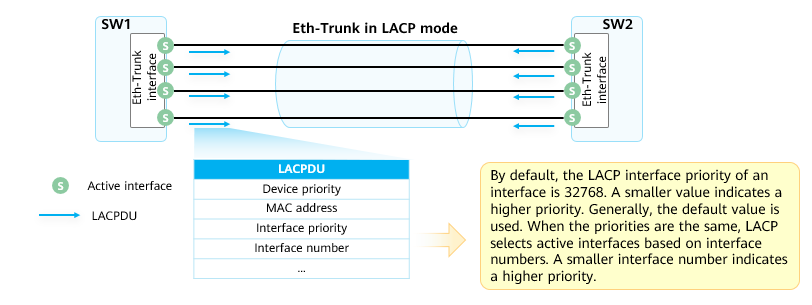 SW1
Eth-Trunk in LACP mode
SW2
Eth-Trunk
interface
S
S
S
S
S
S
S
S
Eth-Trunk
interface
S
Active interface
LACPDU
LACPDU
Device priority
MAC address
Interface priority
Interface number
...
By default, the LACP interface priority of an
interface is 32768. A smaller value indicates a
higher priority. Generally, the default value is
used. When the priorities are the same, LACP
selects active interfaces based on interface
numbers. A smaller interface number indicates
a higher priority.